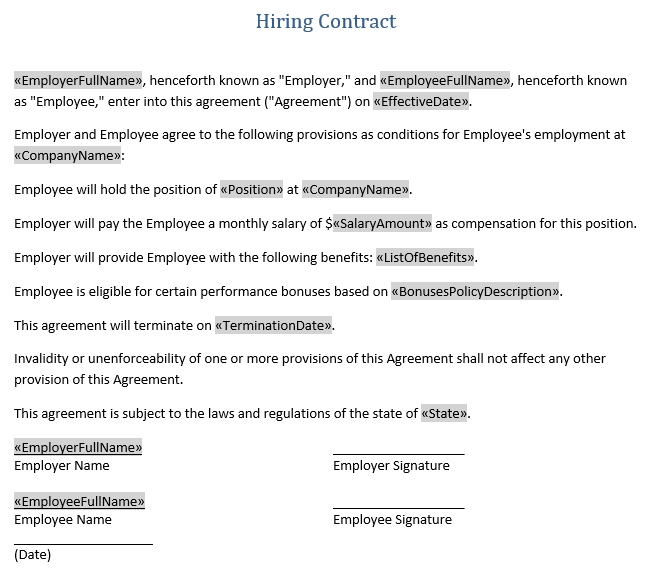 Hiring Contract
«EmployerFullName», henceforth known as "Employer," and «EmployeeFullName», henceforth known
as "Employee," enter into this agreement ("Agreement") on «EffectiveDate».
Employer and Employee agree to the following provisions as conditions for Employee's employment at
«CompanyName»:
Employee will hold the position of «Position» at «CompanyName».
Employer will pay the Employee a monthly salary of $«SalaryAmount» as compensation for this position.
Employer will provide Employee with the following benefits: «ListOfBenefits».
Employee is eligible for certain performance bonuses based on «BonusesPolicyDescription».
This agreement will terminate on «TerminationDate».
Invalidity or unenforceability of one or more provisions of this Agreement shall not affect any other
provision of this Agreement.
This agreement is subject to the laws and regulations of the state of «State».
«EmployerFullName»
Employer Name Employer Signature
«EmployeeFullName»
Employee Name Employee Signature
(Date)